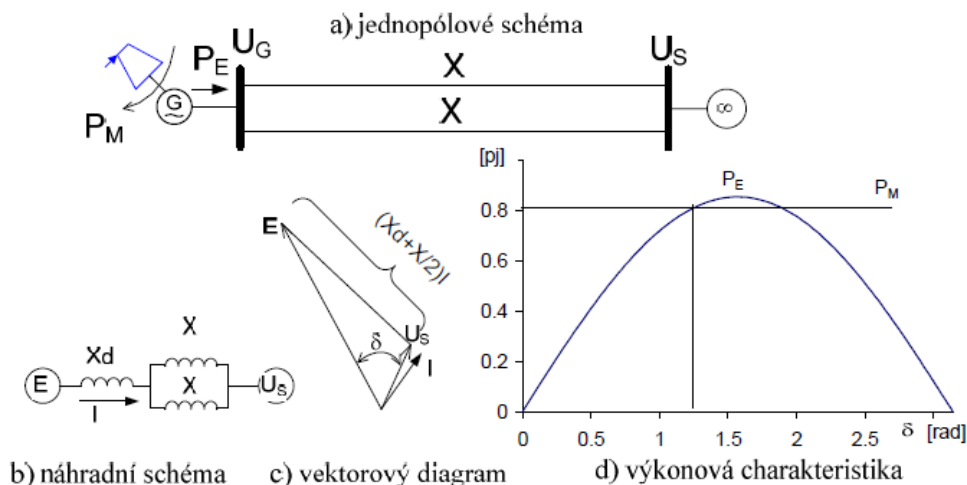 a) jednopólové schéma
U_G
U_S
P_E
X
G
X
∞
P_M
[pj]
P_E
P_M
0.8
0.6
0.4
0.2
0
0
0.5
1
1.5
2
2.5
δ [rad]
E
(Xd+X/2)I
U_S
δ
I
X
Xd
E
X
U_S
I
b) náhradní schéma
c) vektorový diagram
d) výkonová charakteristika